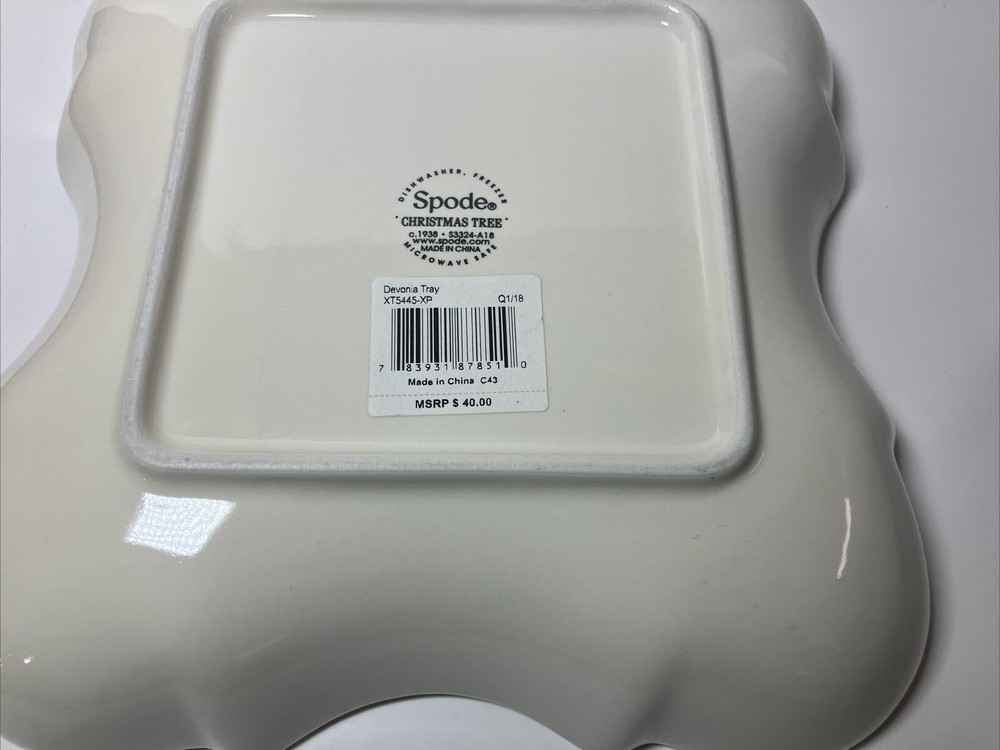 DISHWASHER, FREEZER
Spode®
CHRISTMAS TREE
c.1938 • S3324-A18
www.spode.com
MADE IN CHINA
MICROWAVE SAFE
Devonia Tray
XT5445-XP Q1/18
7 83931 87851 0
Made in China C43
MSRP $ 40.00